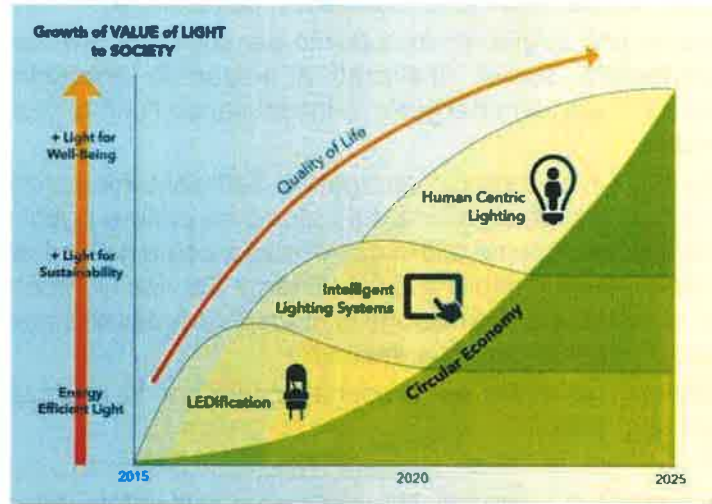 Growth of VALUE of LIGHT
to SOCIETY
+ Light for
Well-Being
+ Light for
Sustainability
Energy
Efficient Light
Quality of Life
Human Centric
Lighting
Intelligent
Lighting Systems
LEDification
Circular Economy
2015
2020
2025